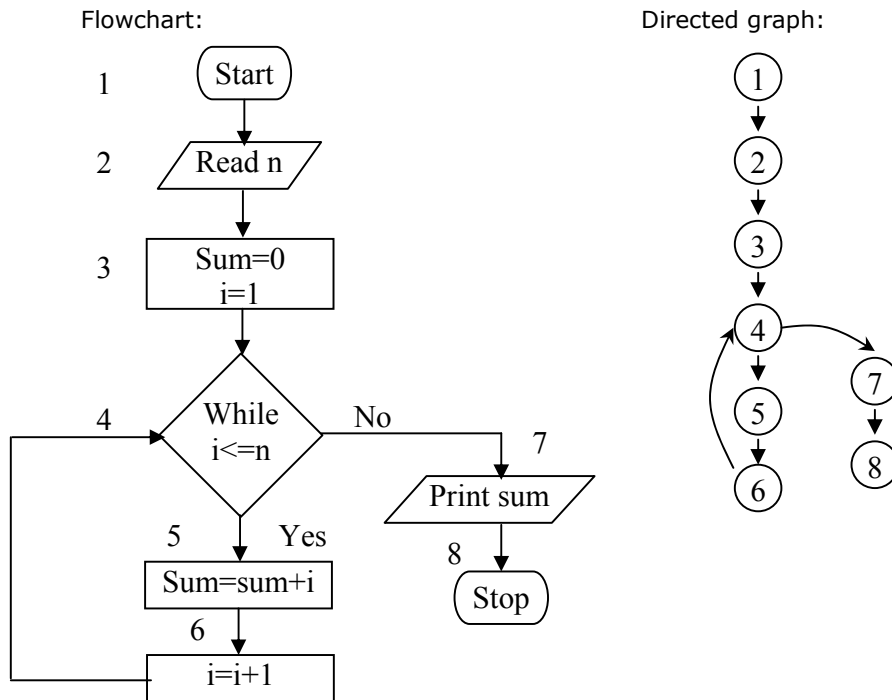 Flowchart:
Directed graph:
1
Start
2
Read n
3
Sum=0
i=1
4
While
i<=n
No
7
Print sum
5
Yes
Sum=sum+i
8
Stop
6
i=i+1
1
2
3
4
7
5
8
6